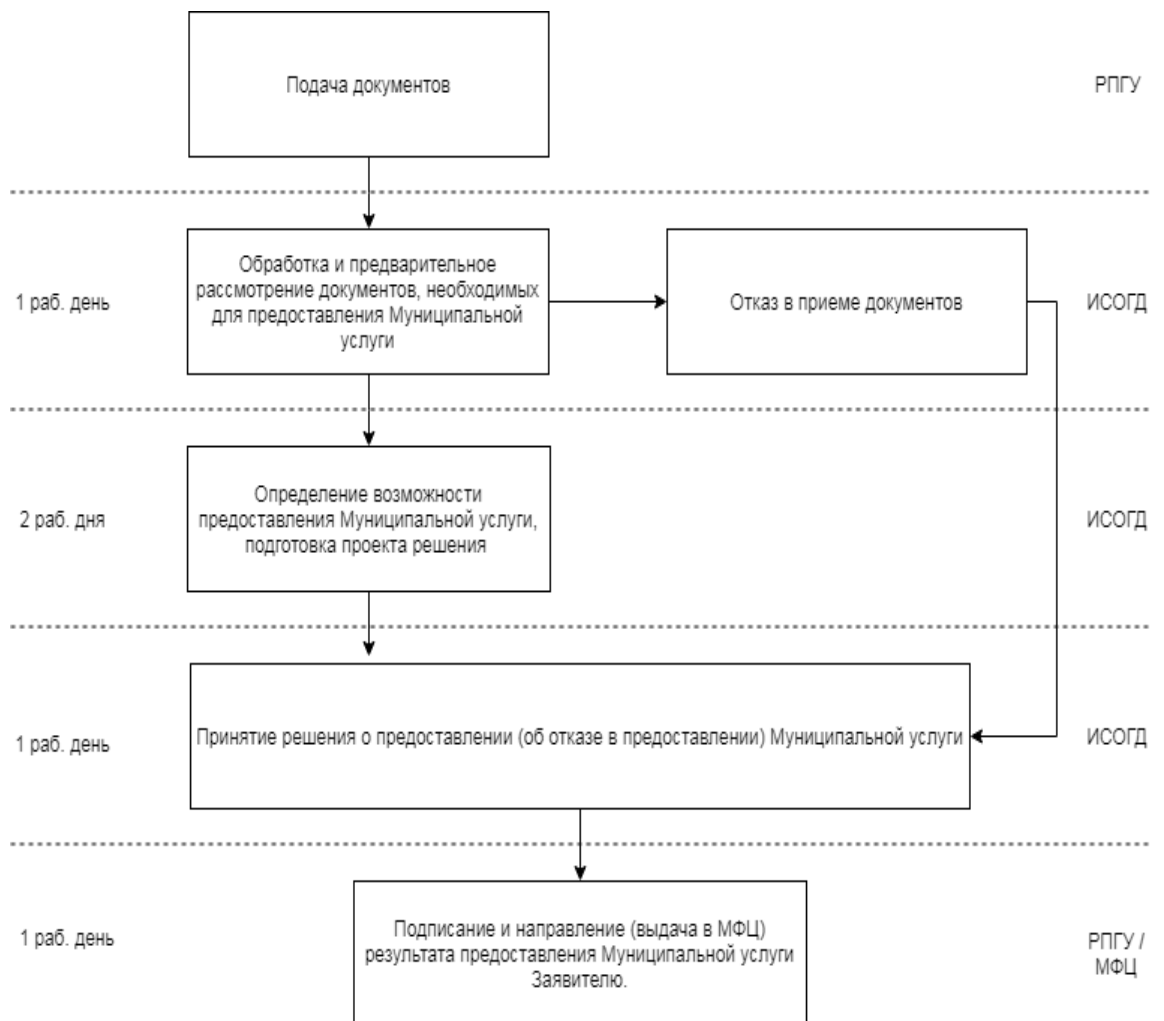 Подача документов
РПГУ
1 раб. день
Обработка и предварительное
рассмотрение документов, необходимых
для предоставления Муниципальной
услуги
Отказ в приеме документов
ИСОГД
2 раб. дня
Определение возможности
предоставления Муниципальной услуги,
подготовка проекта решения
ИСОГД
1 раб. день
Принятие решения о предоставлении (об отказе в предоставлении) Муниципальной услуги
ИСОГД
1 раб. день
Подписание и направление (выдача в МФЦ)
результата предоставления Муниципальной услуги
Заявителю.
РПГУ /
МФЦ